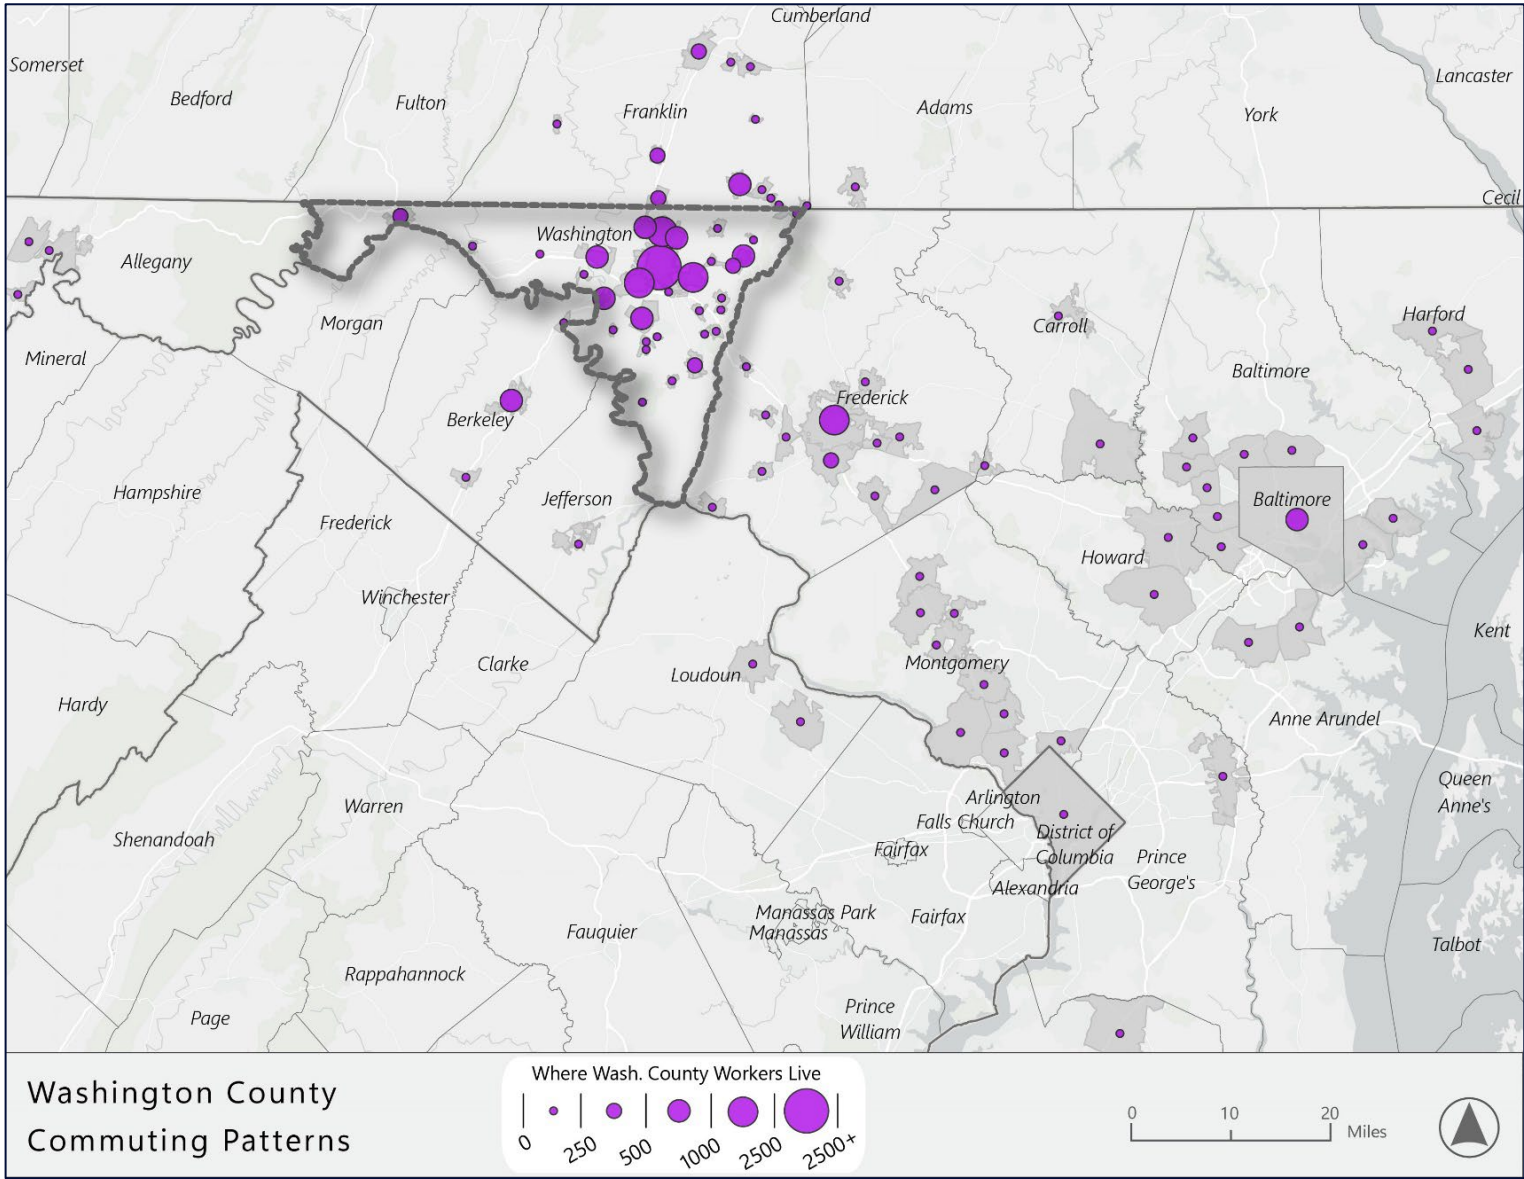 Cumberland
Somerset
Lancaster
Bedford
Fulton
Franklin
Adams
York
Cecil
Washington
Allegany
Morgan
Carroll
Harford
Mineral
Baltimore
Frederick
Berkeley
Hampshire
Jefferson
Baltimore
Frederick
Howard
Winchester
Kent
Clarke
Montgomery
Loudoun
Hardy
Anne Arundel
Queen
Anne's
Warren
Arlington
Falls Church
District of
Columbia
Shenandoah
Fairfax
Prince
George's
Alexandria
Manassas Park
Manassas
Fairfax
Fauquier
Talbot
Rappahannock
Page
Prince
William
Washington County
Commuting Patterns
Where Wash. County Workers Live
0 250 500 1000 2500 2500+
0 10 20
Miles